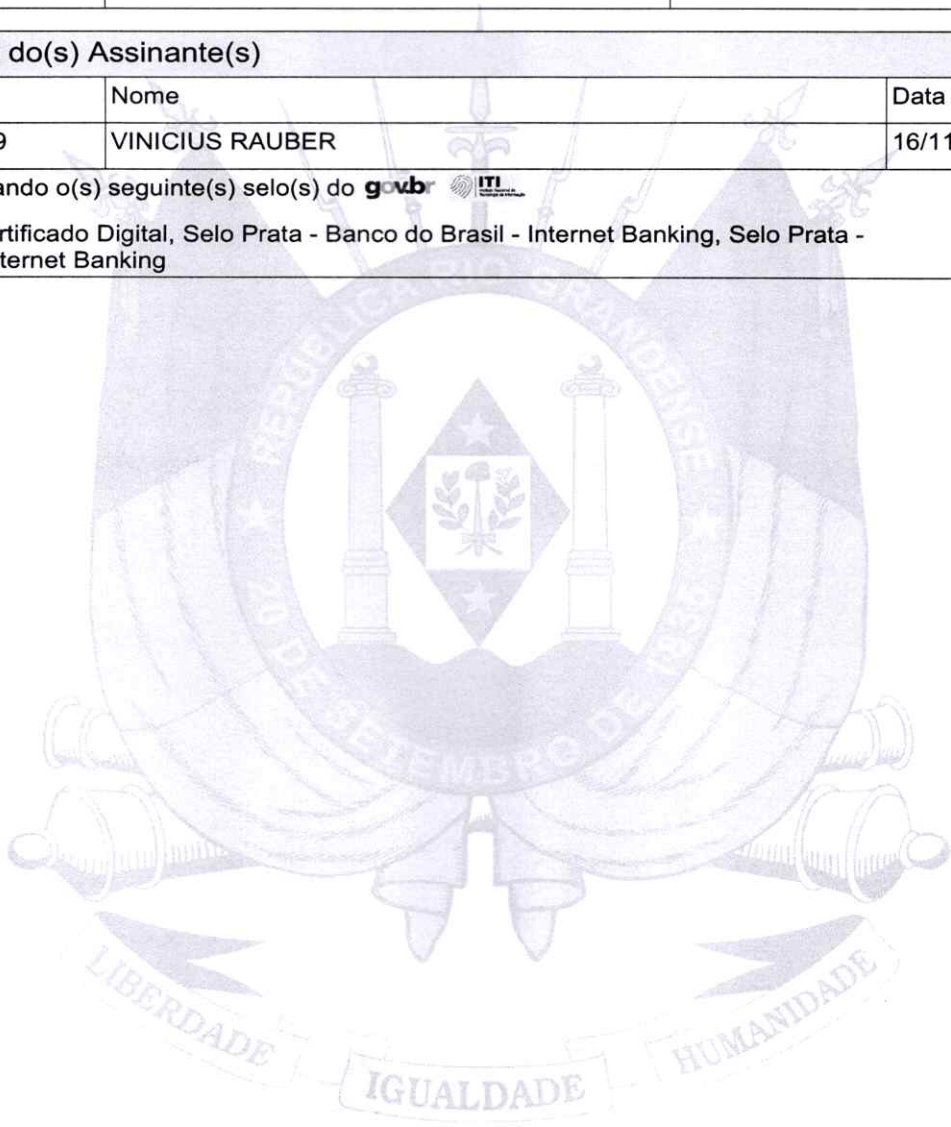 do(s) Assinante(s)
Nome
Data
9
VINICIUS RAUBER
16/11
ando o(s) seguinte(s) selo(s) do gov.br ITI
rtificado Digital, Selo Prata - Banco do Brasil - Internet Banking, Selo Prata -
ternet Banking
REPUBLICA RIO GRANDENSE
20 DE SETEMBRO DE 1835
LIBERDADE
IGUALDADE
HUMANIDADE